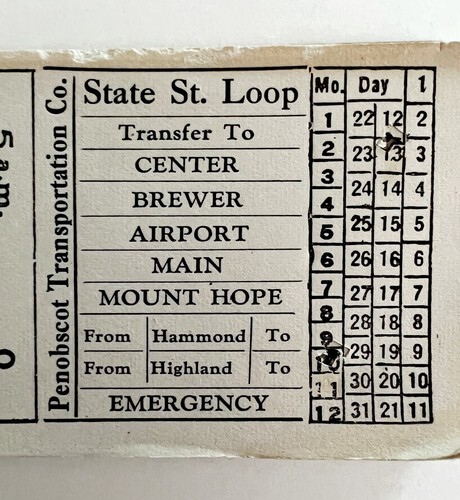 5 a.m.
Penobscot Transportation Co.
State St. Loop
Transfer To
CENTER
BREWER
AIRPORT
MAIN
MOUNT HOPE
From Hammond To
From Highland To
EMERGENCY
Mo. Day 1
1 22 12 2
2 23 13 3
3 24 14 4
4 25 15 5
5 26 16 6
6 27 17 7
7 28 18 8
8 29 19 9
9 30 20 10
10 31 21 11
11
12